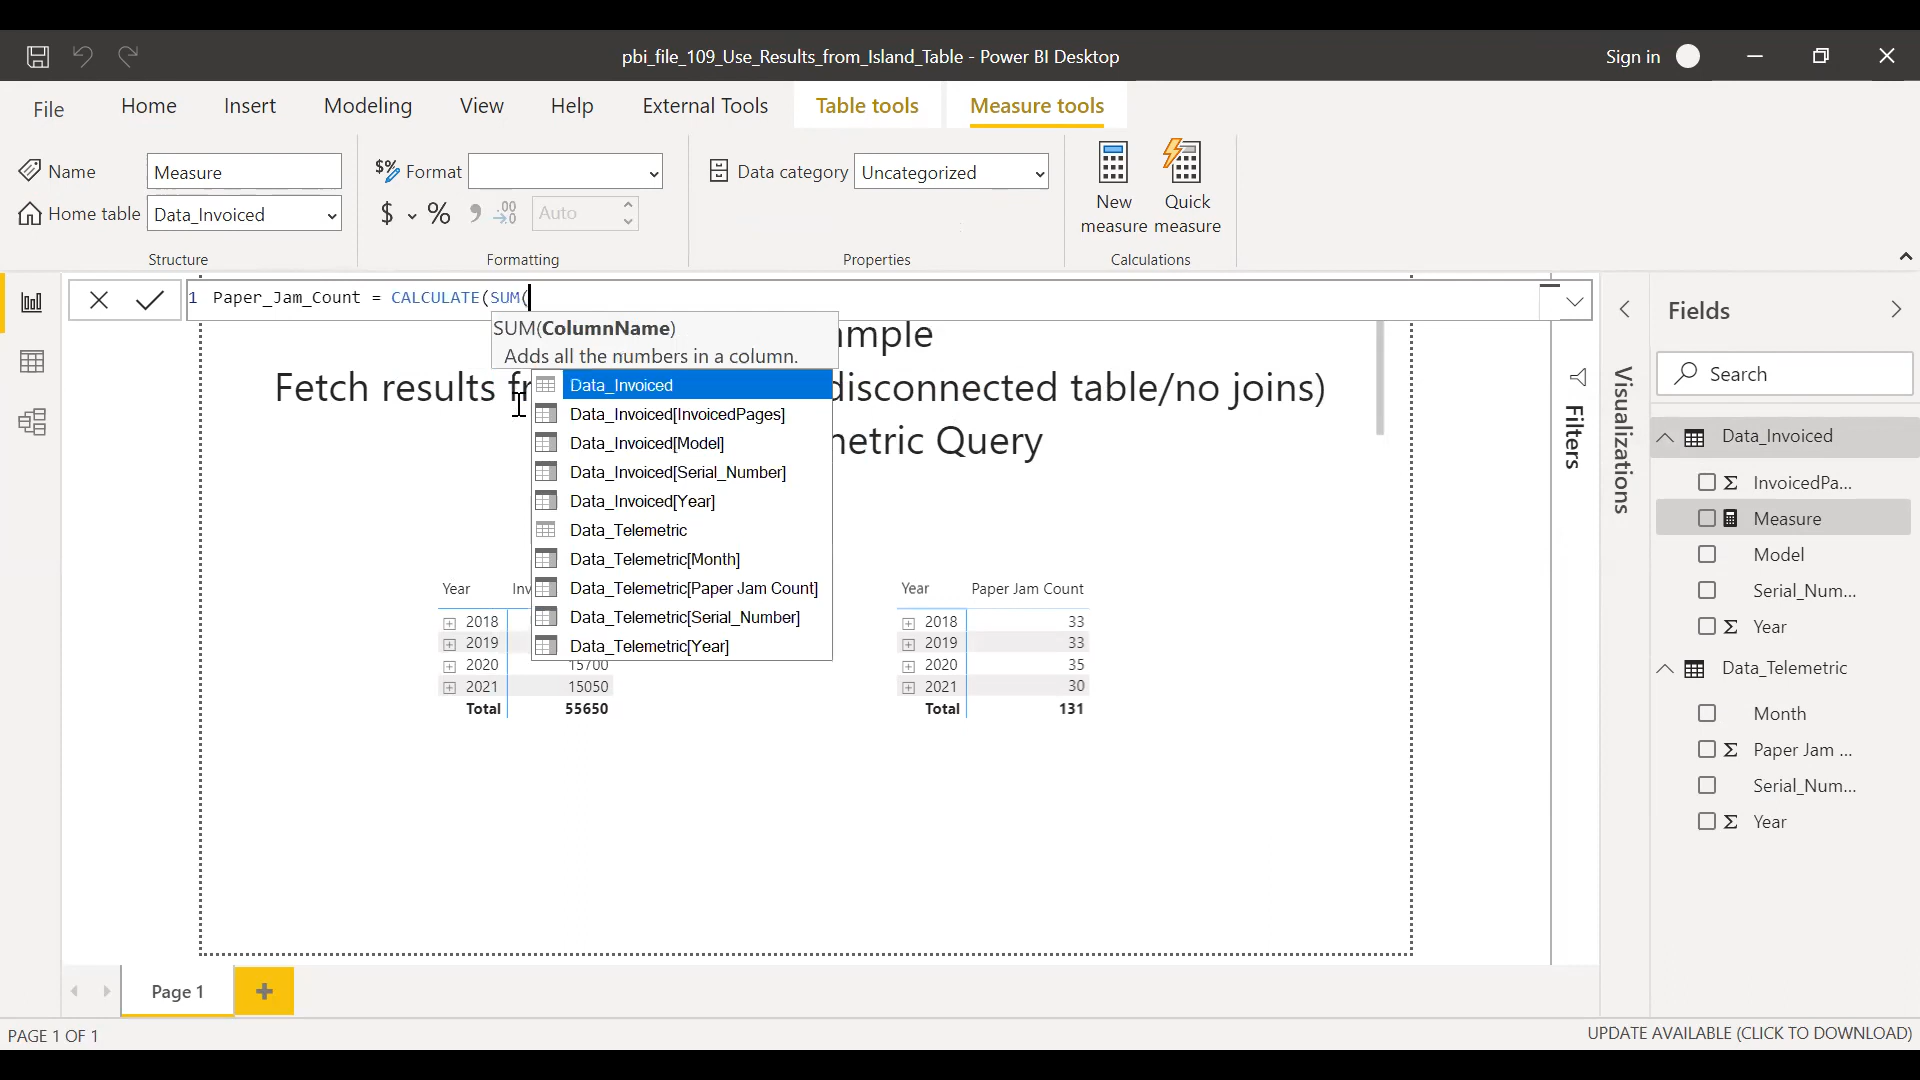 pbi_file_109_Use_Results_from_Island_Table - Power BI Desktop
Sign in
File Home Insert Modeling View Help External Tools Table tools Measure tools
Name Measure
Home table Data_Invoiced
Structure
$% Format
$ % , .00 Auto
Formatting
Data category Uncategorized
Properties
New measure
Quick measure
Calculations
1 Paper_Jam_Count = CALCULATE(SUM(
SUM(ColumnName)
Adds all the numbers in a column.
Data_Invoiced
Data_Invoiced[InvoicedPages]
Data_Invoiced[Model]
Data_Invoiced[Serial_Number]
Data_Invoiced[Year]
Data_Telemetric
Data_Telemetric[Month]
Data_Telemetric[Paper Jam Count]
Data_Telemetric[Serial_Number]
Data_Telemetric[Year]
Fetch results disconnected table/no joins)
Query
Year Inv
2018
2019
2020 15700
2021 15050
Total 55650
Year Paper Jam Count
2018 33
2019 33
2020 35
2021 30
Total 131
Filters
Visualizations
Fields
Search
Data_Invoiced
Σ InvoicedPa...
Measure
Model
Serial_Num...
Σ Year
Data_Telemetric
Month
Σ Paper Jam ...
Serial_Num...
Σ Year
Page 1
PAGE 1 OF 1
UPDATE AVAILABLE (CLICK TO DOWNLOAD)